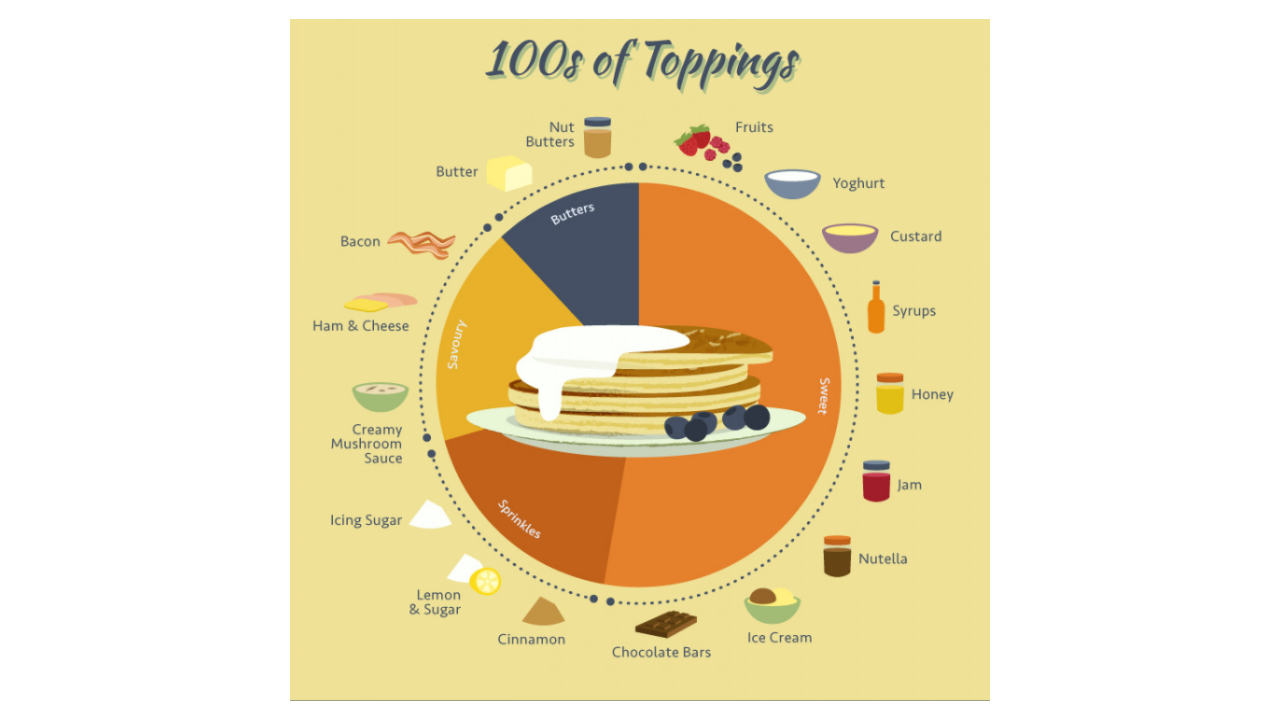 100s of Toppings
Nut
Butters
Fruits
Butter
Yoghurt
Butters
Bacon
Custard
Ham & Cheese
Syrups
Savoury
Sweet
Honey
Creamy
Mushroom
Sauce
Jam
Icing Sugar
Sprinkles
Nutella
Lemon
& Sugar
Cinnamon
Ice Cream
Chocolate Bars